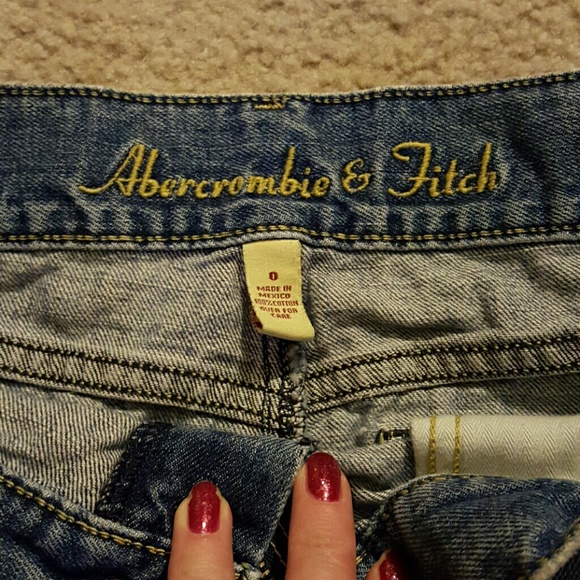 Abercrombie & Fitch
0
MADE IN
MEXICO
100% COTTON
OVER FOR
CARE